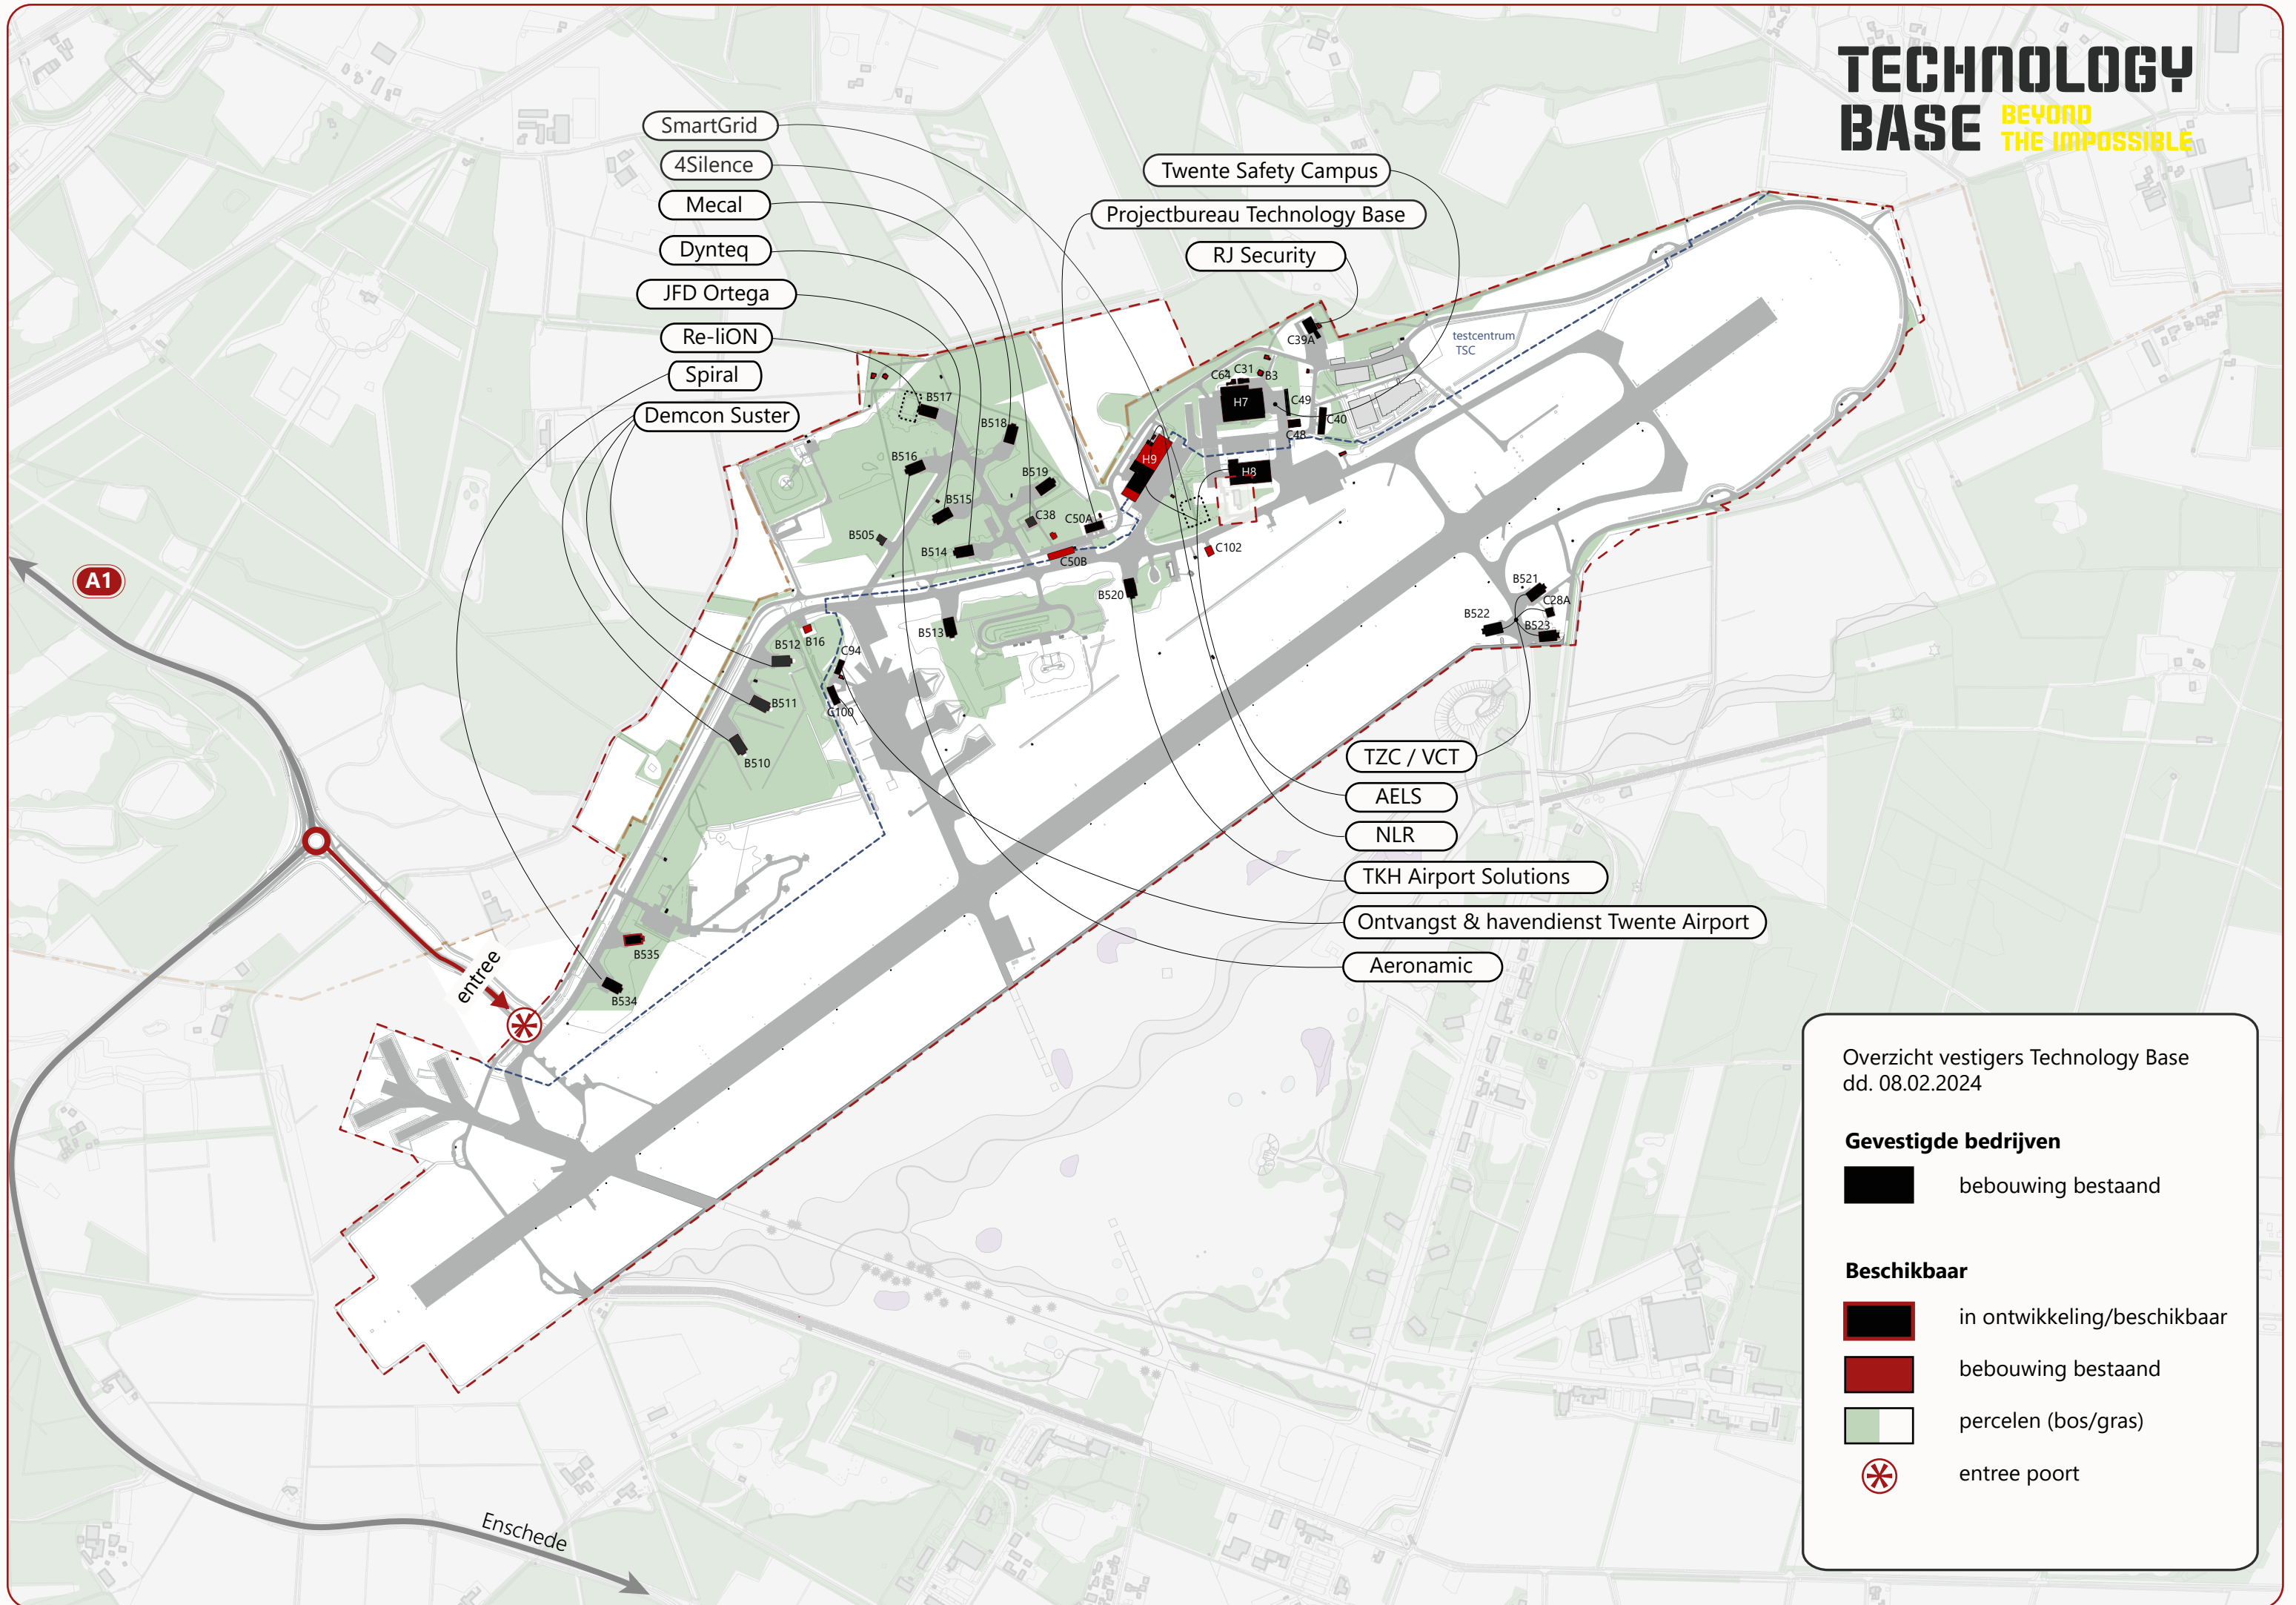 TECHNOLOGY
BASE BEYOND
THE IMPOSSIBLE
SmartGrid
4Silence
Mecal
Dynteq
JFD Ortega
Re-liON
Spiral
Demcon Suster
Twente Safety Campus
Projectbureau Technology Base
RJ Security
testcentrum
TSC
C39A
C64
C31
B3
H7
C49
C40
C48
H9
H8
B517
B518
B516
B519
B515
C38
C50A
B505
B514
C50B
C102
B520
B513
B521
C28A
B522
B523
B16
B512
C94
B511
C100
B510
B535
B534
A1
entree
TZC / VCT
AELS
NLR
TKH Airport Solutions
Ontvangst & havendienst Twente Airport
Aeronamic
Enschede
Overzicht vestigers Technology Base
dd. 08.02.2024
Gevestigde bedrijven
bebouwing bestaand
Beschikbaar
in ontwikkeling/beschikbaar
bebouwing bestaand
percelen (bos/gras)
entree poort